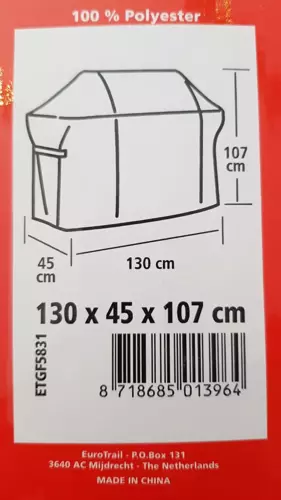 100 % Polyester
107
cm
45
cm
130 cm
130 x 45 x 107 cm
ETGF5831
8 718685 013964
EuroTrail - P.O.Box 131
3640 AC Mijdrecht - The Netherlands
MADE IN CHINA